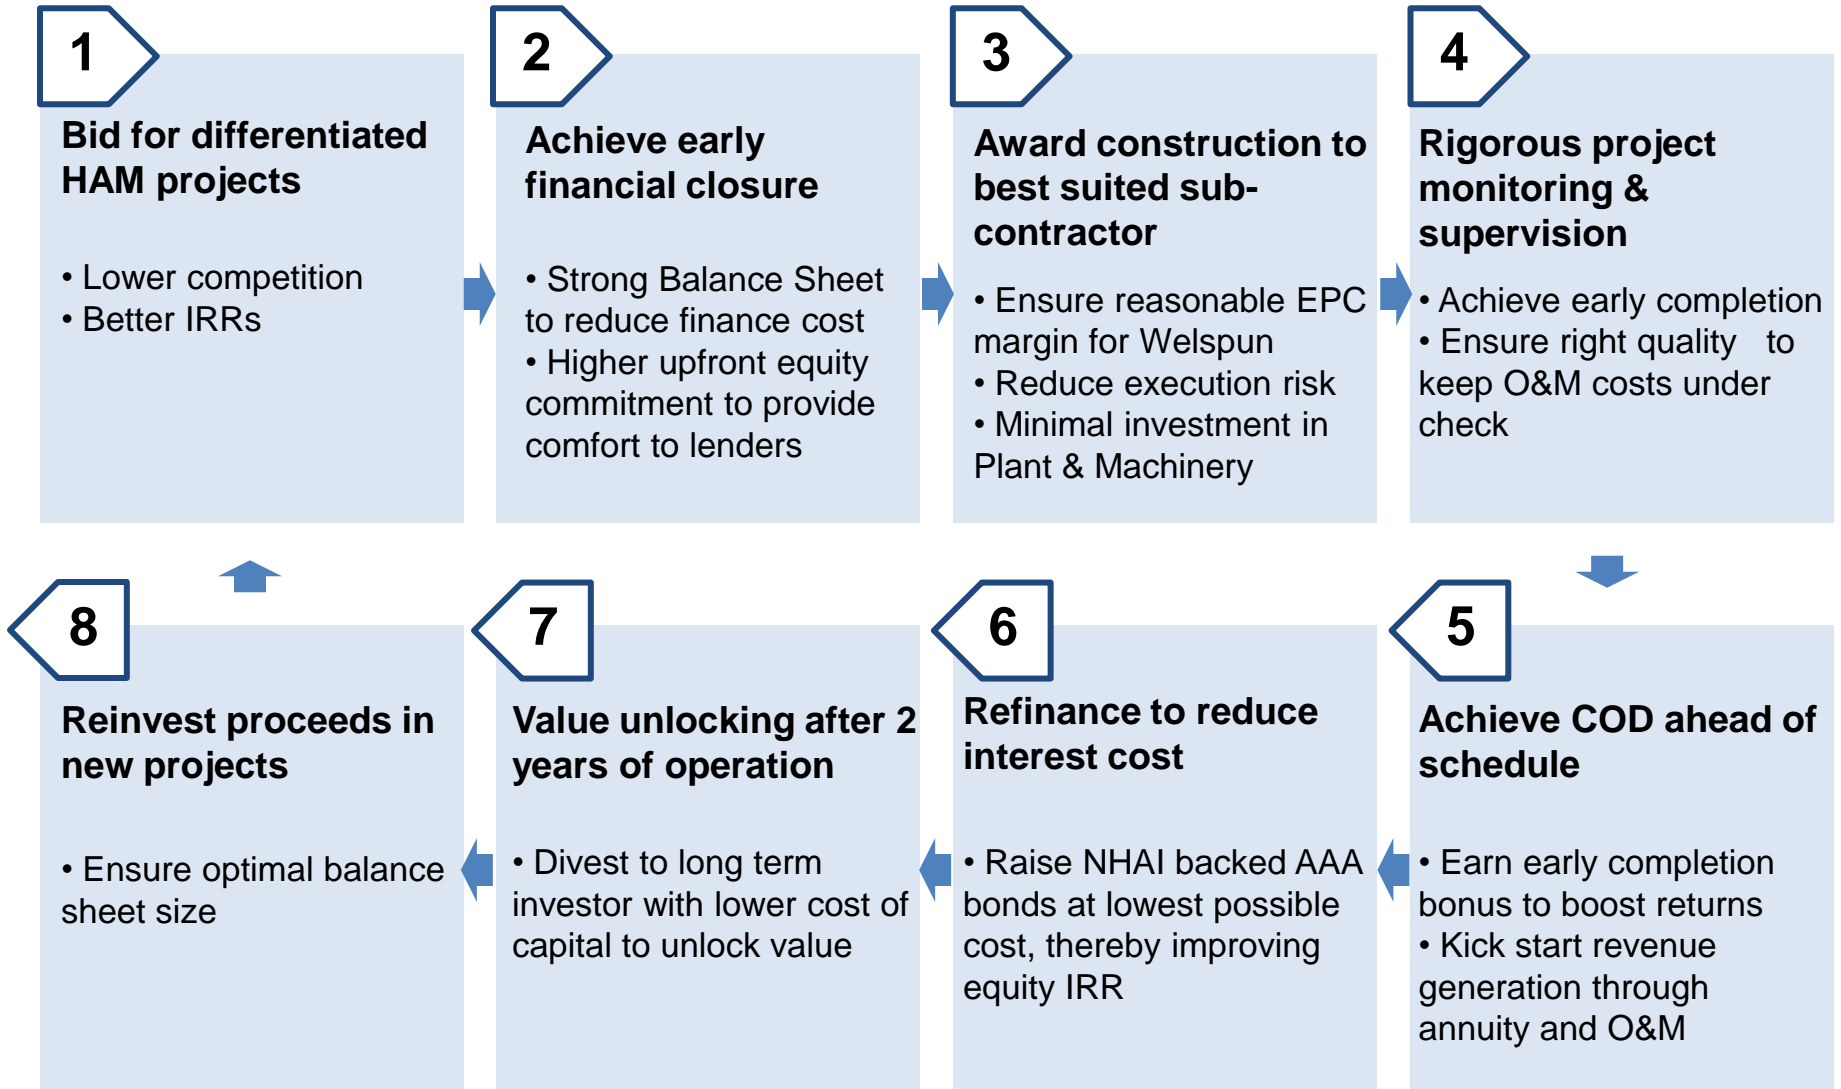 1
Bid for differentiated
HAM projects
• Lower competition
• Better IRRs
2
Achieve early
financial closure
• Strong Balance Sheet
to reduce finance cost
• Higher upfront equity
commitment to provide
comfort to lenders
3
Award construction to
best suited sub-
contractor
• Ensure reasonable EPC
margin for Welspun
• Reduce execution risk
• Minimal investment in
Plant & Machinery
4
Rigorous project
monitoring &
supervision
• Achieve early completion
• Ensure right quality to
keep O&M costs under
check
5
Achieve COD ahead of
schedule
• Earn early completion
bonus to boost returns
• Kick start revenue
generation through
annuity and O&M
6
Refinance to reduce
interest cost
• Raise NHAI backed AAA
bonds at lowest possible
cost, thereby improving
equity IRR
7
Value unlocking after 2
years of operation
• Divest to long term
investor with lower cost of
capital to unlock value
8
Reinvest proceeds in
new projects
• Ensure optimal balance
sheet size